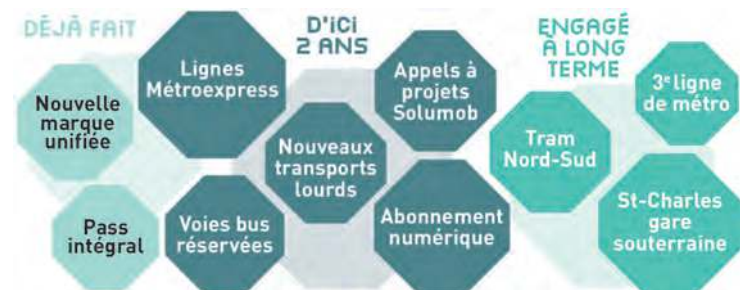 DÉJÀ FAIT
Nouvelle
marque
unifiée
Pass
intégral
D'iCi
2 ANS
Lignes
Métroexpress
Voies bus
réservées
Nouveaux
transports
lourds
Appels à
projets
Solumob
Abonnement
numérique
ENGAGÉ
À LONG
TERME
Tram
Nord-Sud
3e ligne
de métro
St-Charles
gare
souterraine